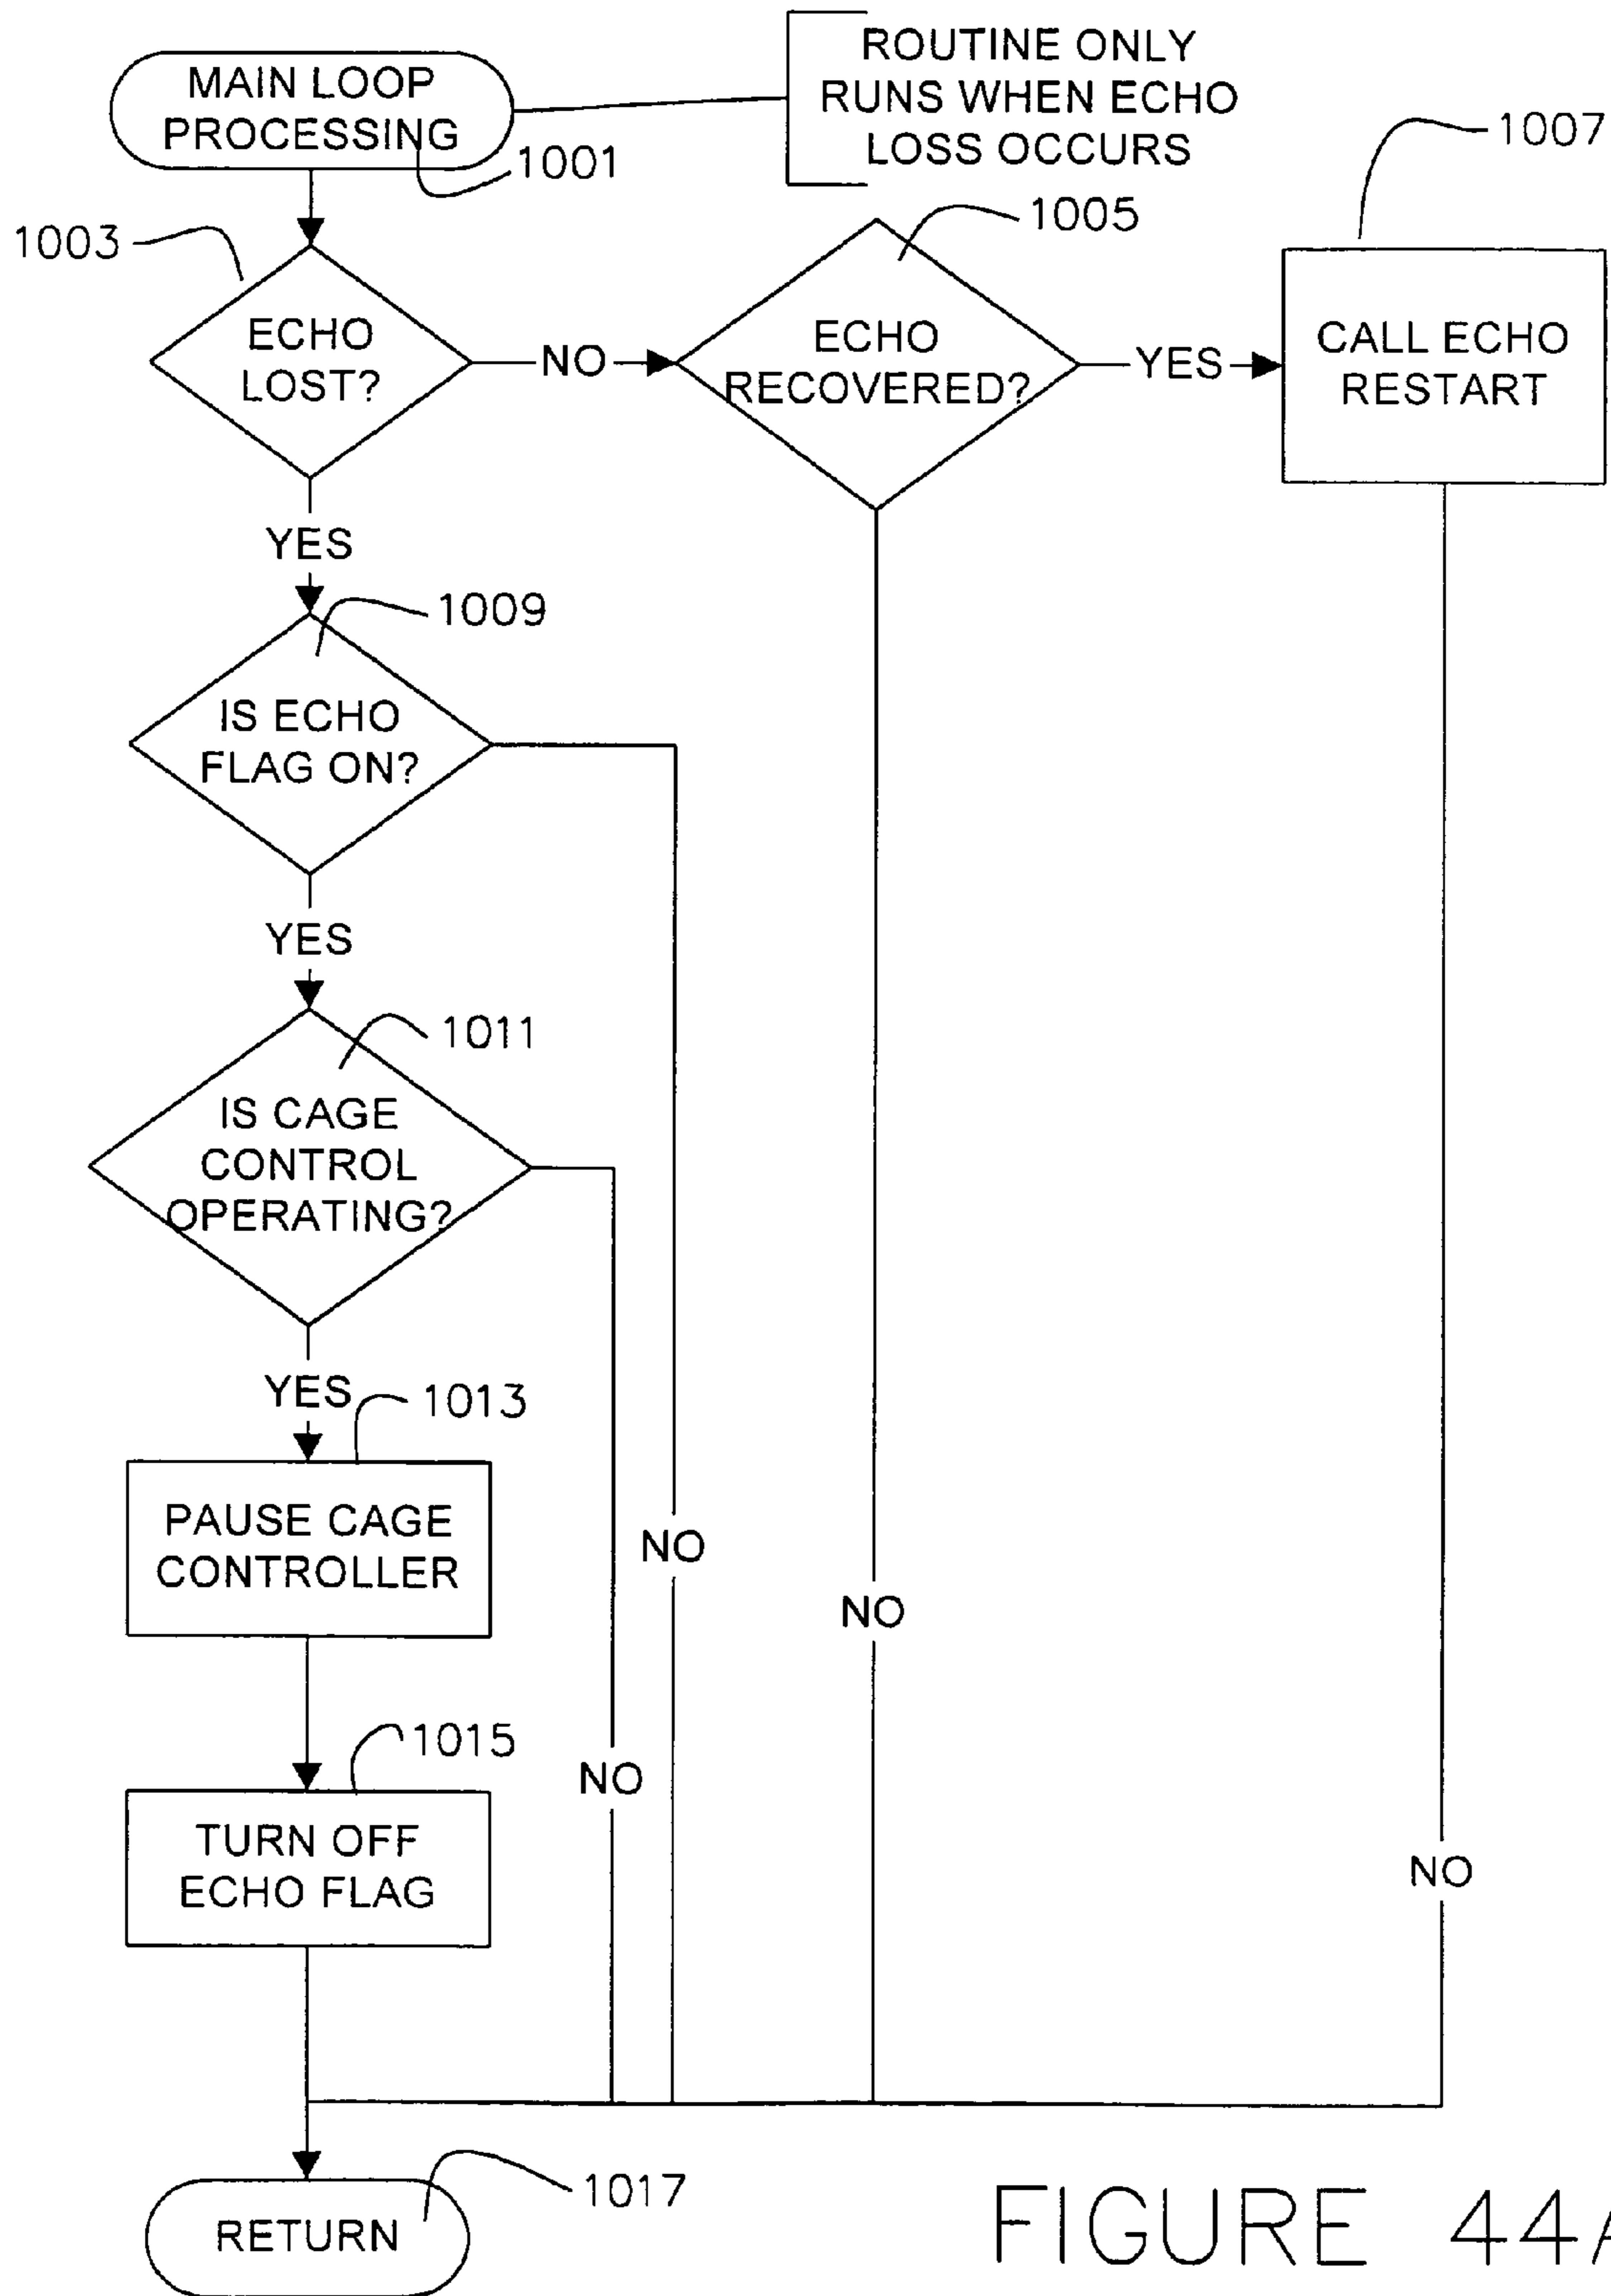 MAIN LOOP
PROCESSING
1001
ROUTINE ONLY
RUNS WHEN ECHO
LOSS OCCURS
1003
ECHO
LOST?
NO
1005
ECHO
RECOVERED?
YES
1007
CALL ECHO
RESTART
YES
1009
IS ECHO
FLAG ON?
YES
1011
IS CAGE
CONTROL
OPERATING?
YES
1013
PAUSE CAGE
CONTROLLER
NO
NO
1015
NO
TURN OFF
ECHO FLAG
NO
1017
RETURN
FIGURE 44A